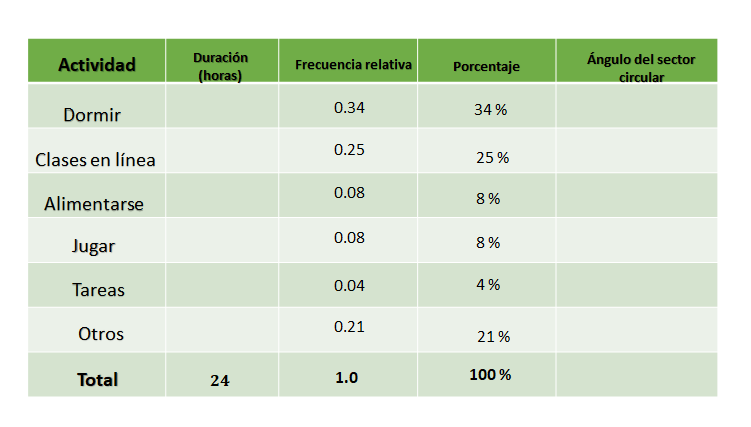 Actividad Duración (horas) Frecuencia relativa Porcentaje Ángulo del sector circular
Dormir 0.34 34 %
Clases en línea 0.25 25 %
Alimentarse 0.08 8 %
Jugar 0.08 8 %
Tareas 0.04 4 %
Otros 0.21 21 %
Total 24 1.0 100 %